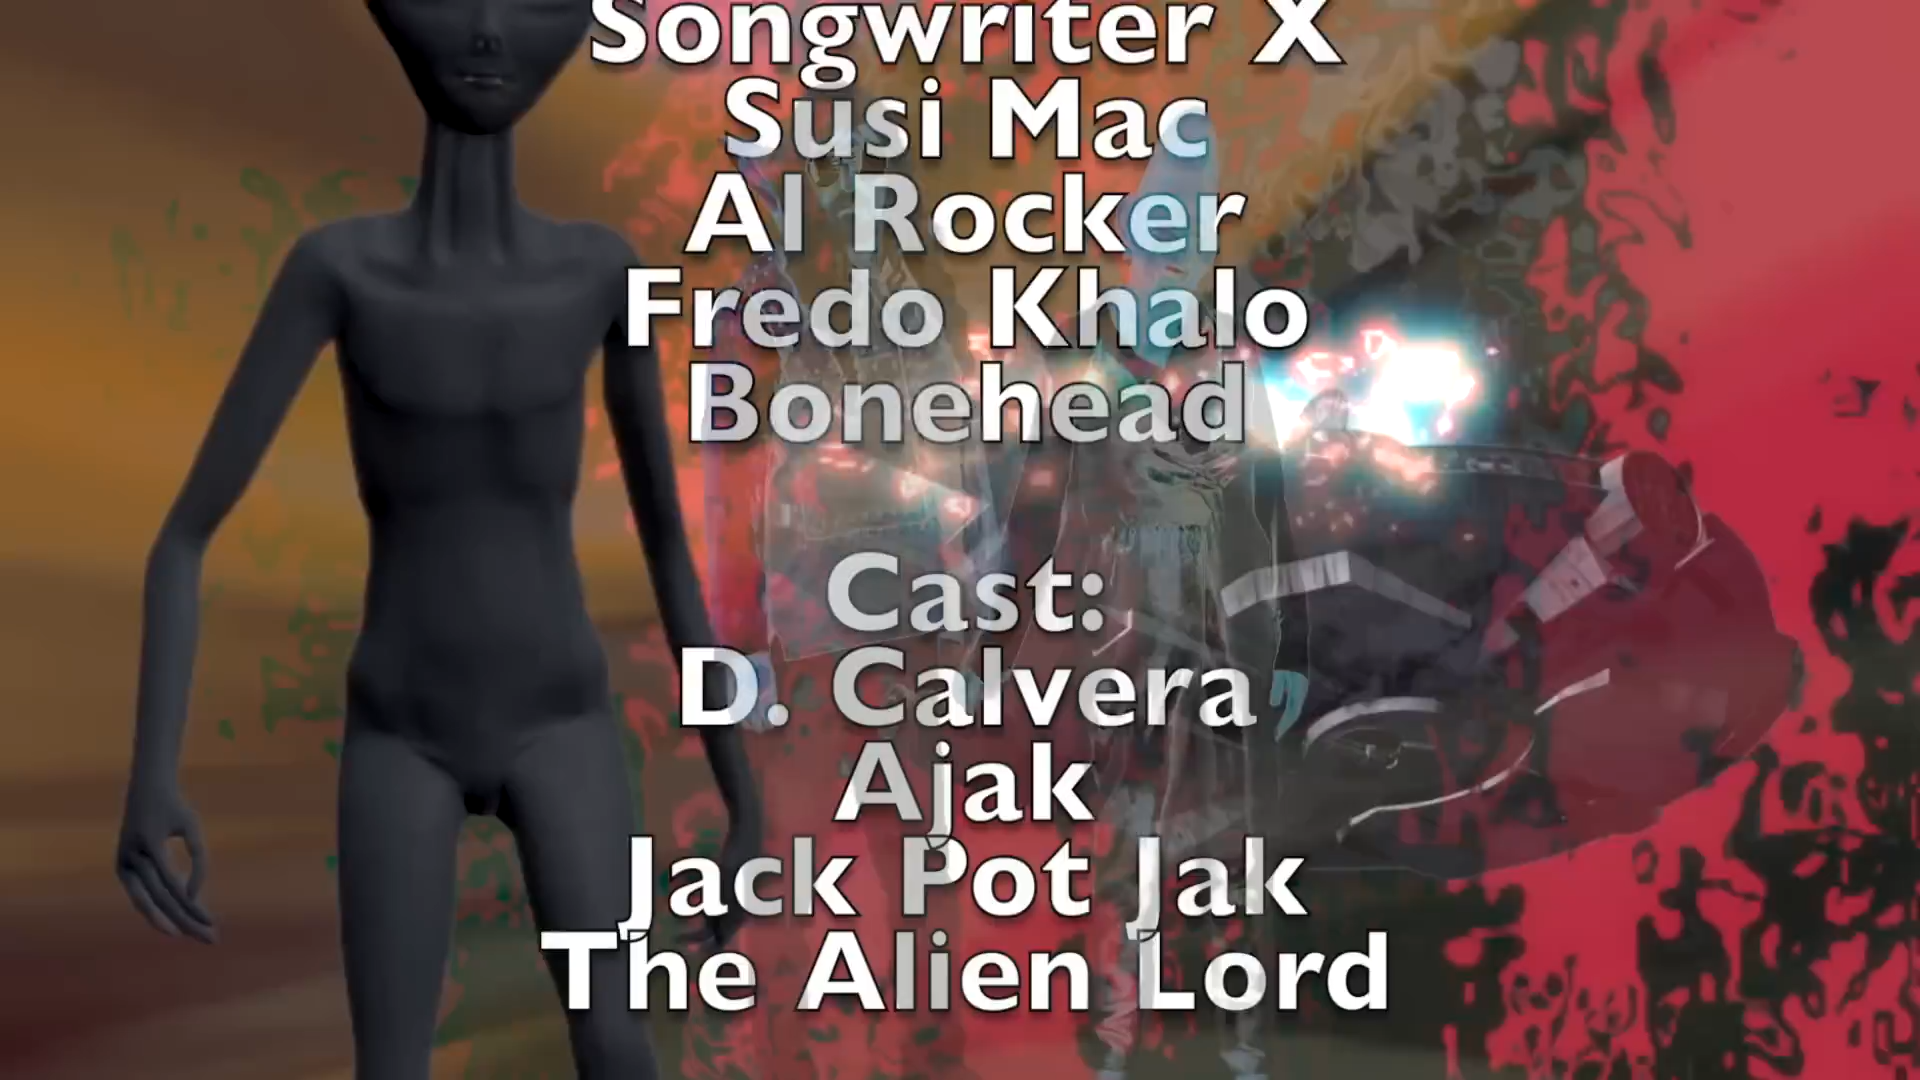 Songwriter X
Susi Mac
Al Rocker
Fredo Khalo
Bonehead
Cast:
D. Calvera
Ajak
Jack Pot Jak
The Alien Lord